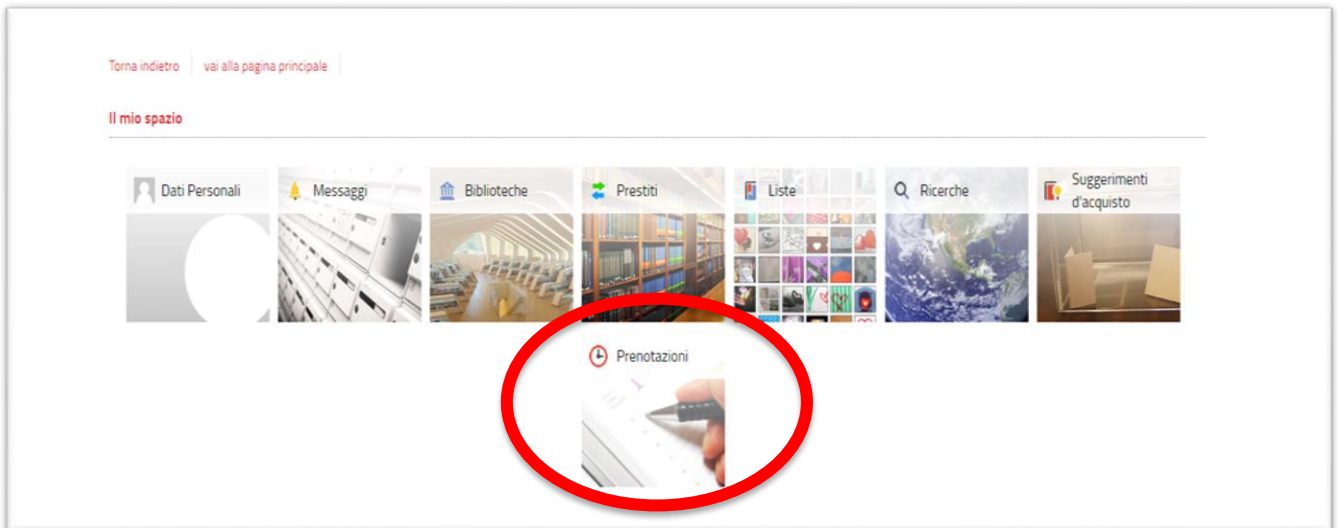 Torna indietro vai alla pagina principale
Il mio spazio
Dati Personali
Messaggi
Biblioteche
Prestiti
Liste
Ricerche
Suggerimenti
d'acquisto
Prenotazioni